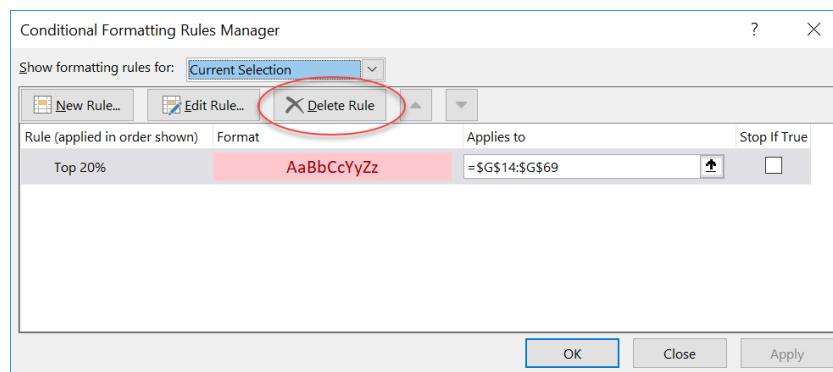 Conditional Formatting Rules Manager ?
Show formatting rules for: Current Selection
New Rule... Edit Rule... Delete Rule
Rule (applied in order shown) Format Applies to Stop If True
Top 20% AaBbCcYyZz =$G$14:$G$69
OK Close Apply